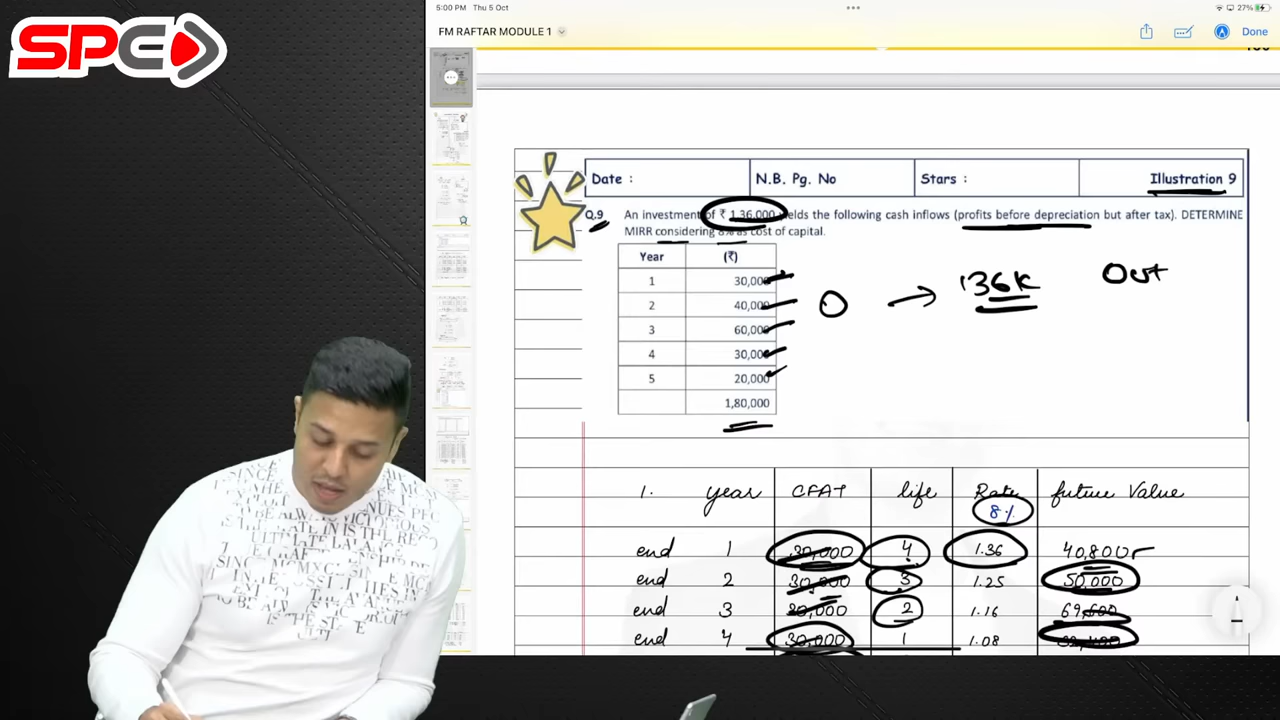 SPE
5:00 PM Thu 5 Oct
27%
FM RAFTAR MODULE 1
Done
Date :
N.B. Pg. No
Stars :
Illustration 9
Q.9 An investment of ₹ 1,36,000 yields the following cash inflows (profits before depreciation but after tax). DETERMINE
MIRR considering 8% as cost of capital.
Year (₹)
1 30,000
2 40,000
3 60,000
4 30,000
5 20,000
1,80,000
0 → 136K Out
1. year CFAT life Rate future Value
8%
end 1 30,000 4 1.36 40,800
end 2 3 1.25 50,000
end 3 2 1.16 69,600
end 4 30,000 1 1.08 32,400